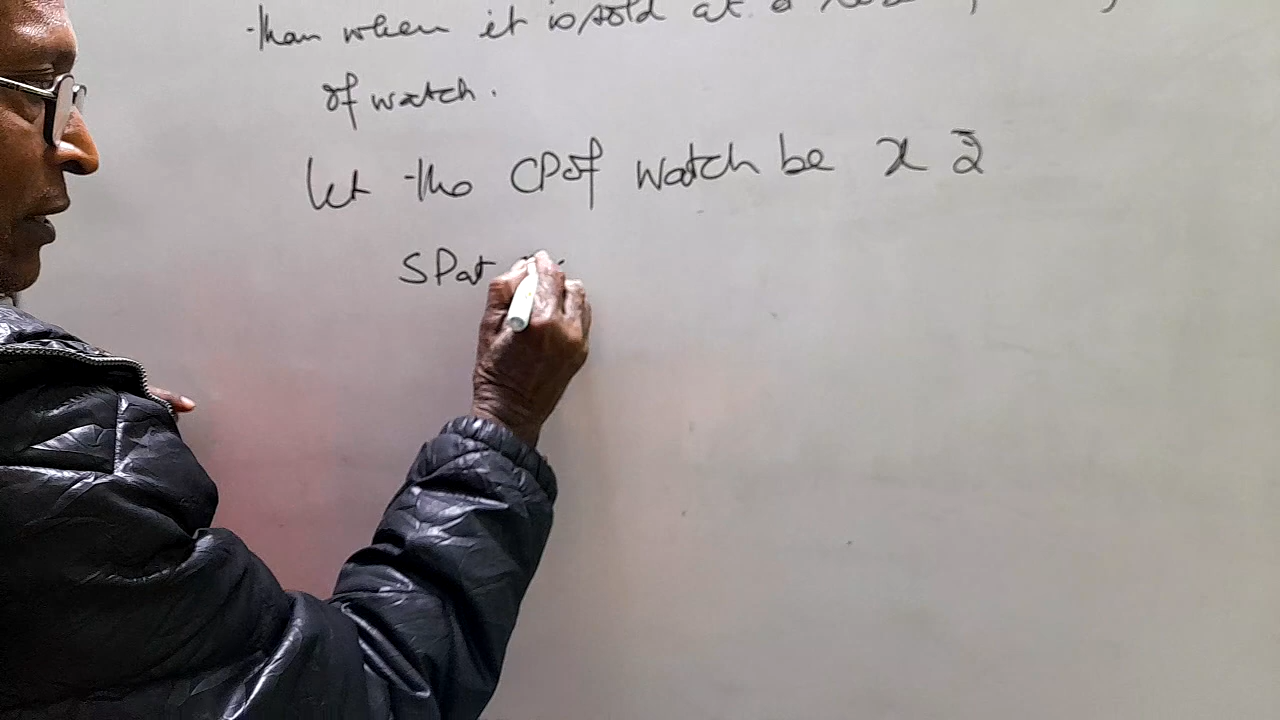 than when it is sold at a
of watch.
let the CP of watch be x ₹
SP at